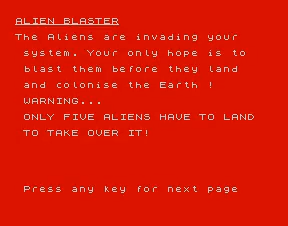 ALIEN BLASTER
The Aliens are invading your
system. Your only hope is to
blast them before they land
and colonise the Earth !
WARNING...
ONLY FIVE ALIENS HAVE TO LAND
TO TAKE OVER IT!
Press any key for next page